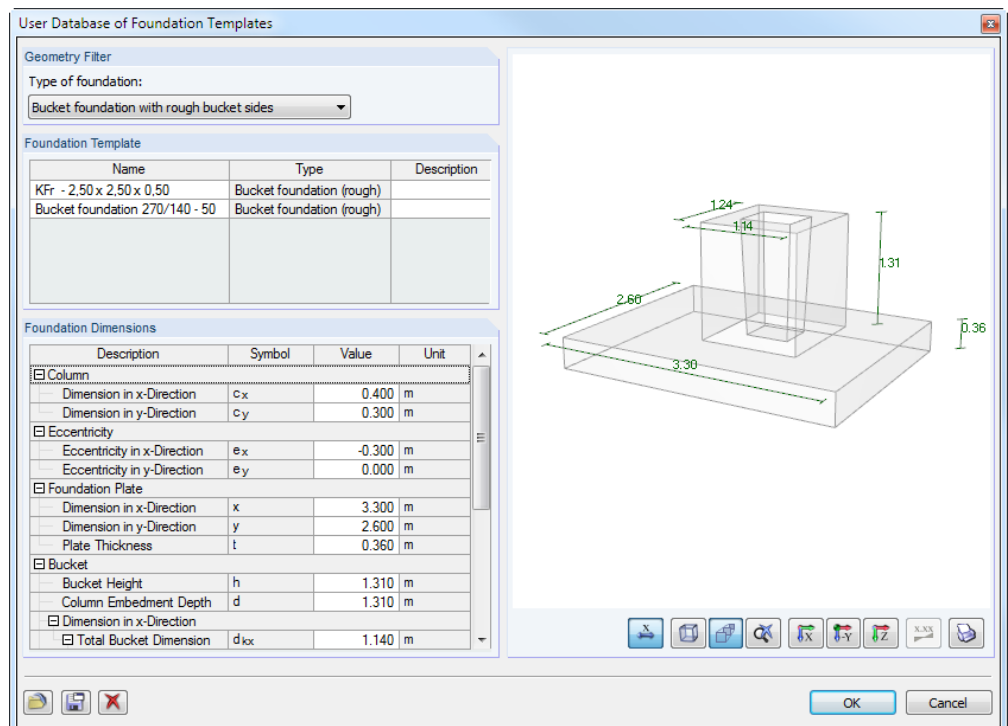 User Database of Foundation Templates
Geometry Filter
Type of foundation:
Bucket foundation with rough bucket sides
Foundation Template
Name Type Description
KFr - 2,50 x 2,50 x 0,50 Bucket foundation (rough)
Bucket foundation 270/140 - 50 Bucket foundation (rough)
Foundation Dimensions
Description Symbol Value Unit
Column
Dimension in x-Direction cx 0.400 m
Dimension in y-Direction cy 0.300 m
Eccentricity
Eccentricity in x-Direction ex -0.300 m
Eccentricity in y-Direction ey 0.000 m
Foundation Plate
Dimension in x-Direction x 3.300 m
Dimension in y-Direction y 2.600 m
Plate Thickness t 0.360 m
Bucket
Bucket Height h 1.310 m
Column Embedment Depth d 1.310 m
Dimension in x-Direction
Total Bucket Dimension dkx 1.140 m
1.24
1.14
1.31
2.60
0.36
3.30
x X -Y Z x.xx
OK Cancel